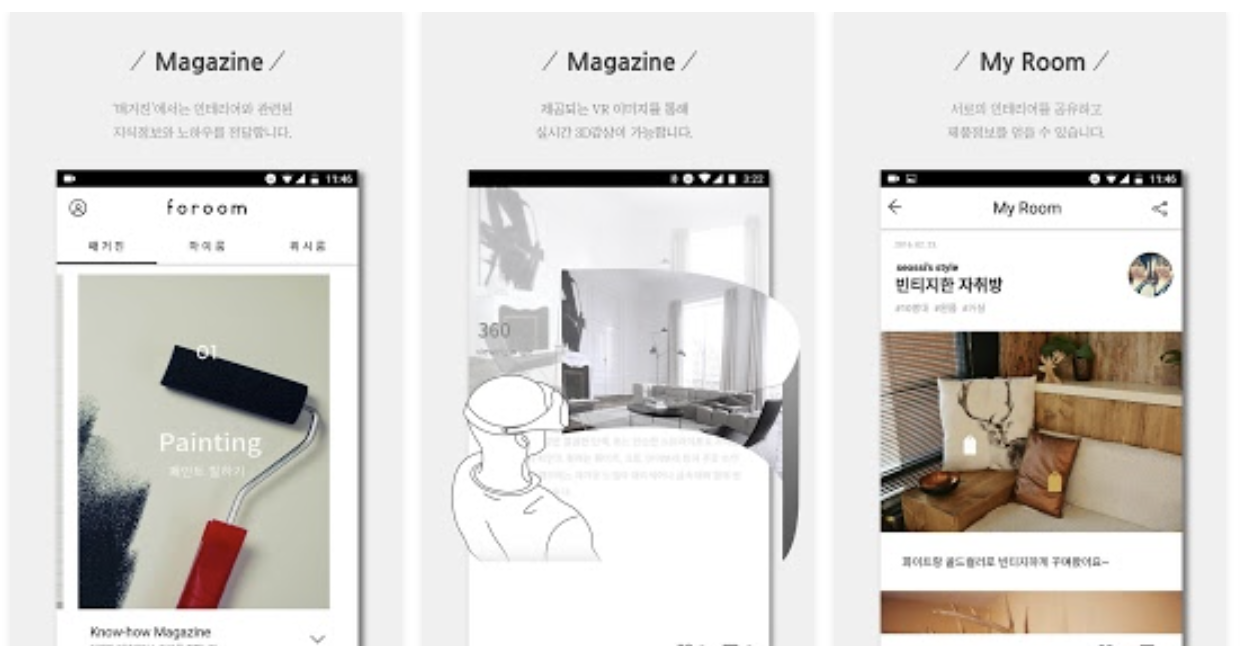 / Magazine /
'매거진'에서는 인테리어와 관련된
지식정보와 노하우를 전달합니다.
11:46
foroom
매거진 마이룸 위시룸
01
Painting
페인트 칠하기
Know-how Magazine
/ Magazine /
제공되는 VR 이미지를 통해
실시간 3D감상이 가능합니다.
3:22
360
/ My Room /
서로의 인테리어를 공유하고
제품정보를 얻을 수 있습니다.
11:46
My Room
seossi's style
빈티지한 자취방
#10평대 #원룸 #거실
화이트랑 골드컬러로 빈티지하게 꾸며봤어요~